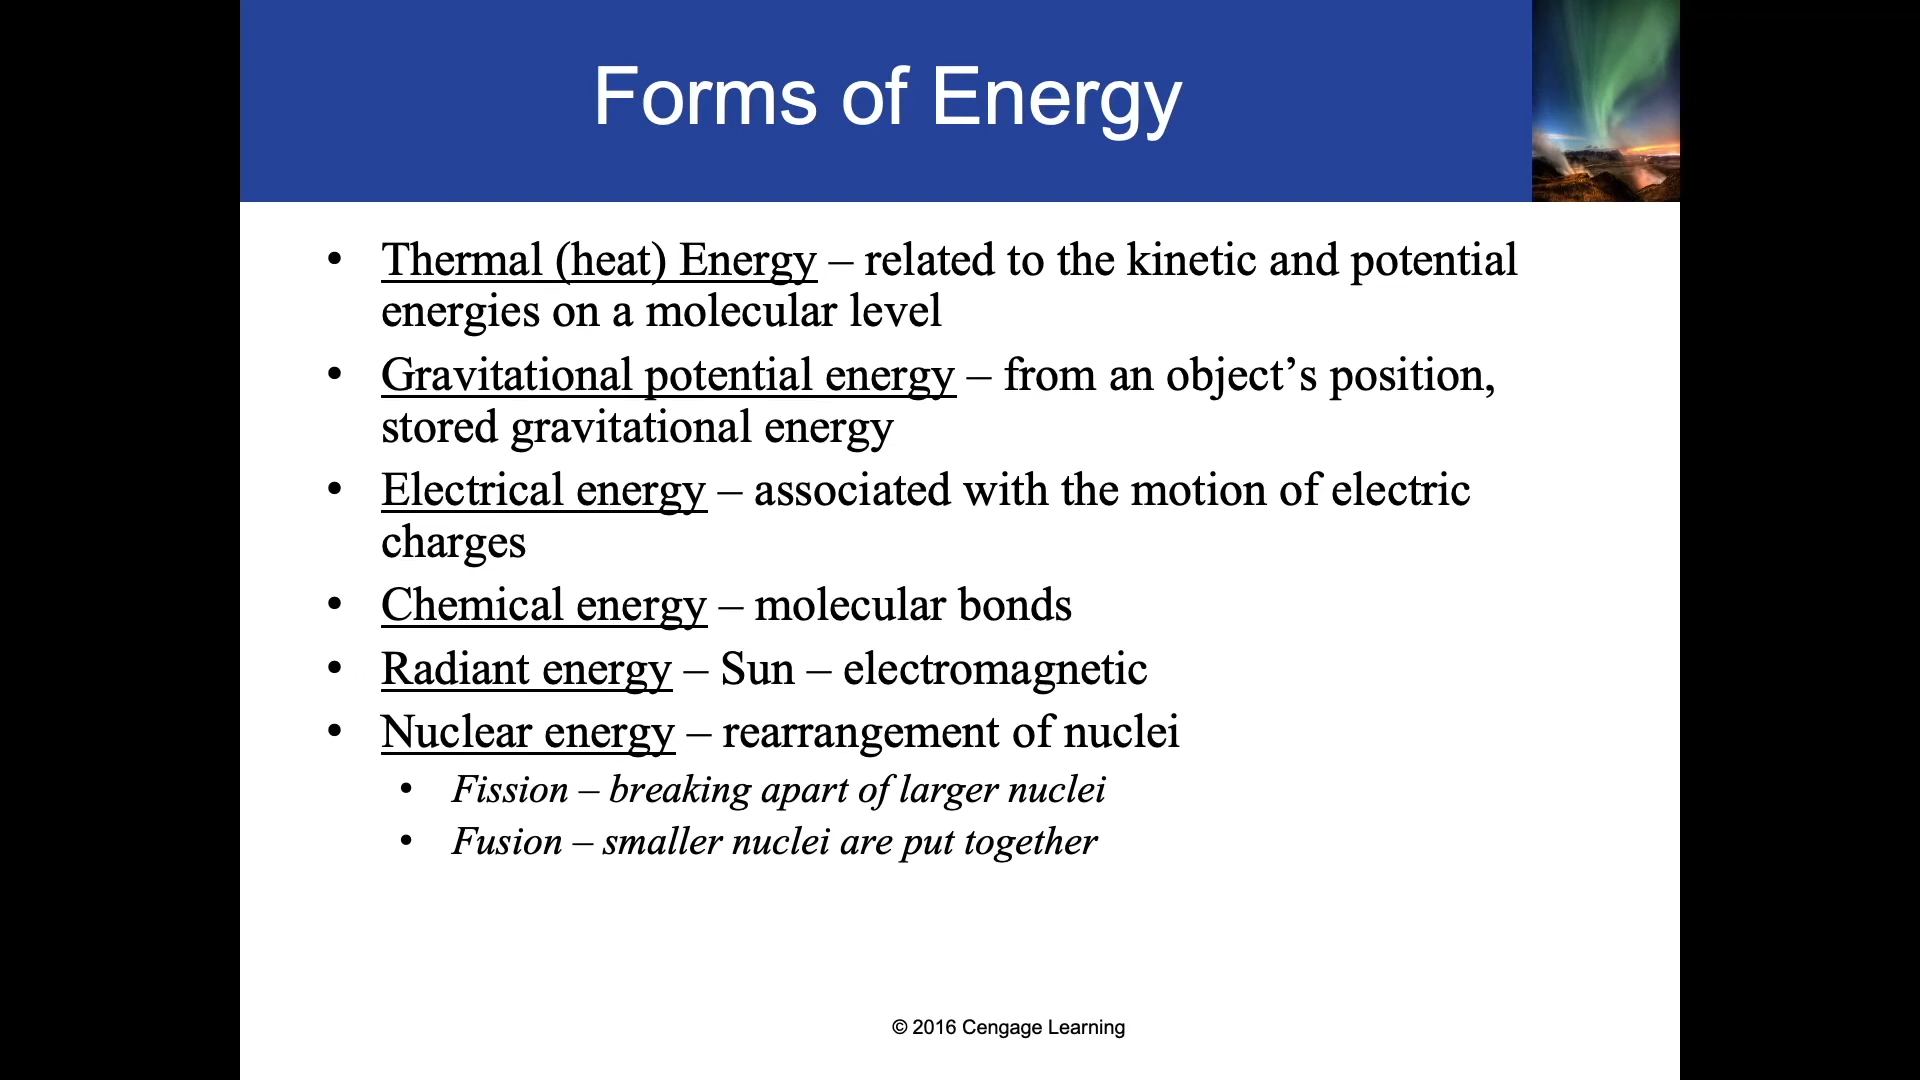 Forms of Energy
• Thermal (heat) Energy – related to the kinetic and potential
energies on a molecular level
• Gravitational potential energy – from an object’s position,
stored gravitational energy
• Electrical energy – associated with the motion of electric
charges
• Chemical energy – molecular bonds
• Radiant energy – Sun – electromagnetic
• Nuclear energy – rearrangement of nuclei
• Fission – breaking apart of larger nuclei
• Fusion – smaller nuclei are put together
© 2016 Cengage Learning